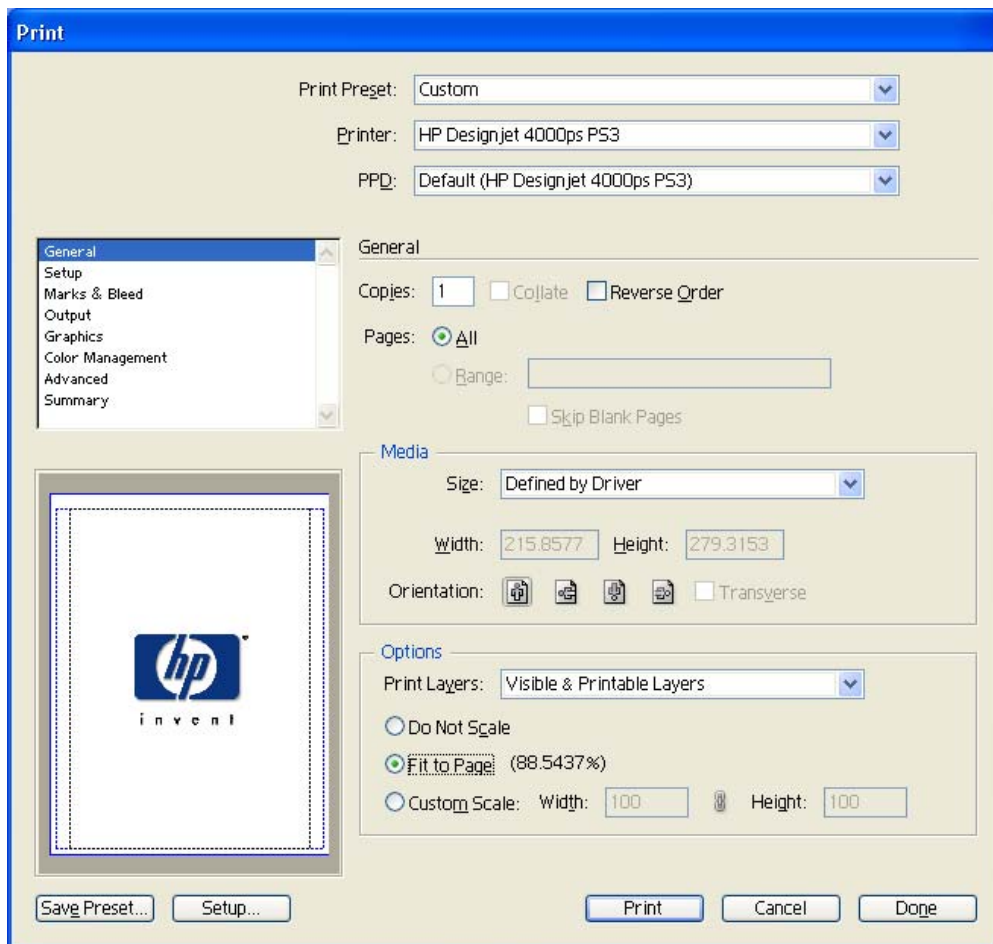 Print
Print Preset: Custom
Printer: HP Designjet 4000ps PS3
PPD: Default (HP Designjet 4000ps PS3)
General
Setup
Marks & Bleed
Output
Graphics
Color Management
Advanced
Summary
General
Copies: 1 Collate Reverse Order
Pages: All
Range:
Skip Blank Pages
Media
Size: Defined by Driver
Width: 215.8577 Height: 279.3153
Orientation: Transverse
Options
Print Layers: Visible & Printable Layers
Do Not Scale
Fit to Page (88.5437%)
Custom Scale: Width: 100 Height: 100
hp
invent
Save Preset... Setup... Print Cancel Done